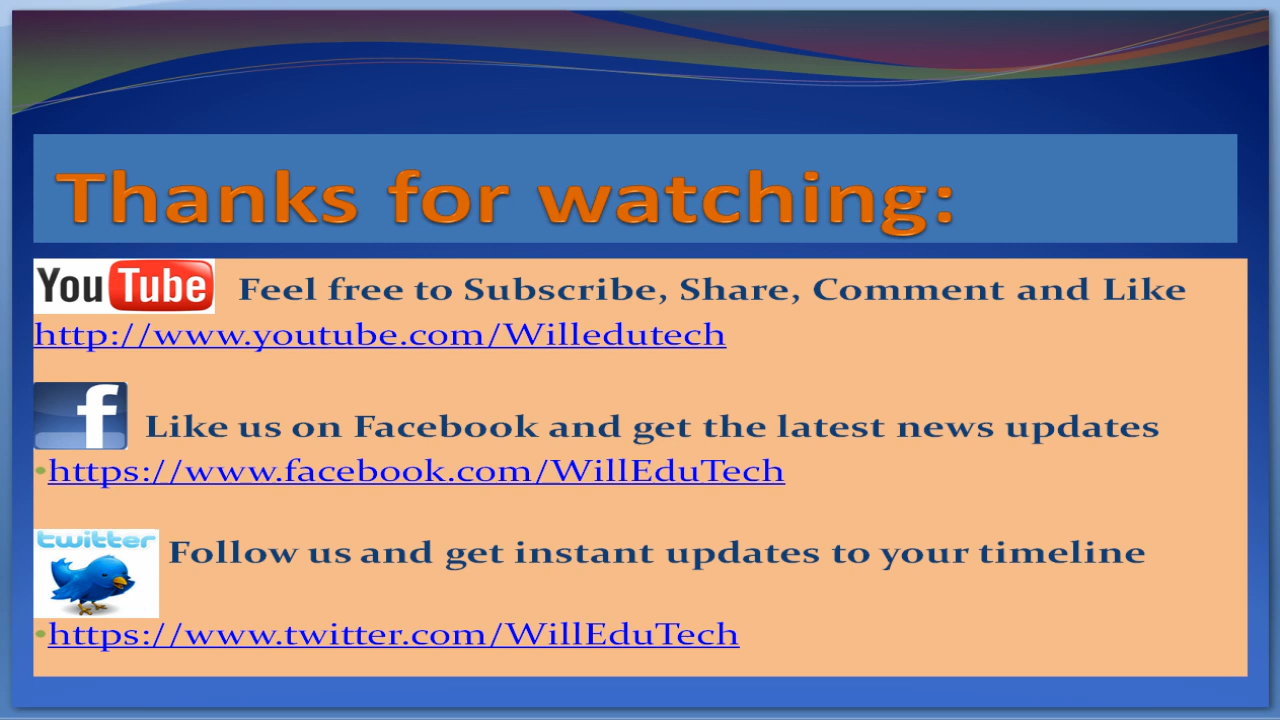 Thanks for watching:
YouTube Feel free to Subscribe, Share, Comment and Like
http://www.youtube.com/Willedutech
f Like us on Facebook and get the latest news updates
•https://www.facebook.com/WillEduTech
twitter Follow us and get instant updates to your timeline
•https://www.twitter.com/WillEduTech